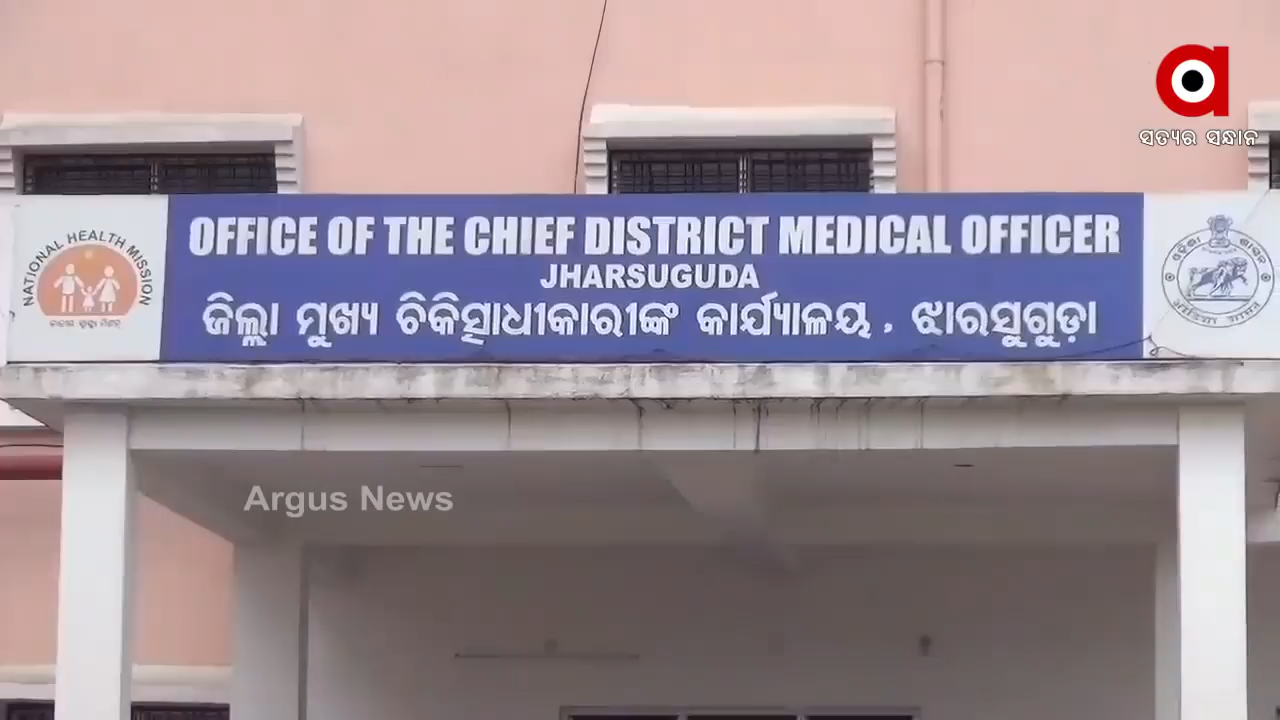 ସତ୍ୟର ସନ୍ଧାନ
OFFICE OF THE CHIEF DISTRICT MEDICAL OFFICER
JHARSUGUDA
ଜିଲ୍ଲା ମୁଖ୍ୟ ଚିକିତ୍ସାଧୀକାରୀଙ୍କ କାର୍ଯ୍ୟାଳୟ , ଝାରସୁଗୁଡ଼ା
NATIONAL HEALTH MISSION
Argus News